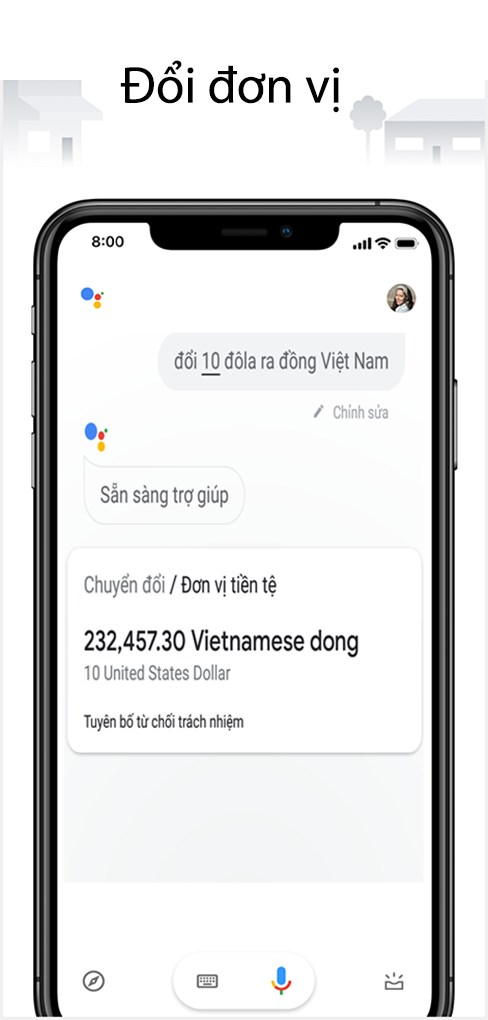 Đổi đơn vị
8:00
đổi 10 đôla ra đồng Việt Nam
Chỉnh sửa
Sẵn sàng trợ giúp
Chuyển đổi / Đơn vị tiền tệ
232,457.30 Vietnamese dong
10 United States Dollar
Tuyên bố từ chối trách nhiệm